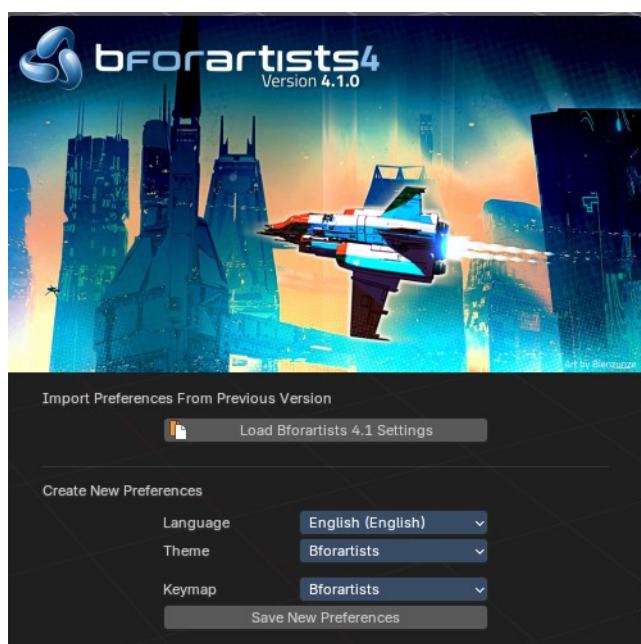 bforartists4
Version 4.1.0
Art by Blenzunze
Import Preferences From Previous Version
Load Bforartists 4.1 Settings
Create New Preferences
Language English (English)
Theme Bforartists
Keymap Bforartists
Save New Preferences